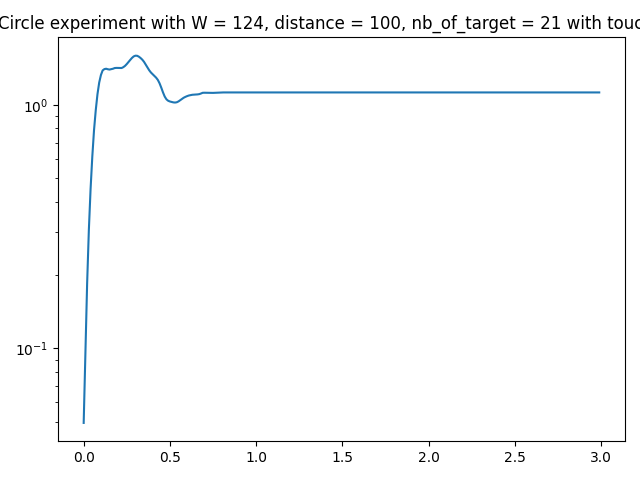 Circle experiment with W = 124, distance = 100, nb_of_target = 21 with
10⁰
10⁻¹
0.0 0.5 1.0 1.5 2.0 2.5 3.0